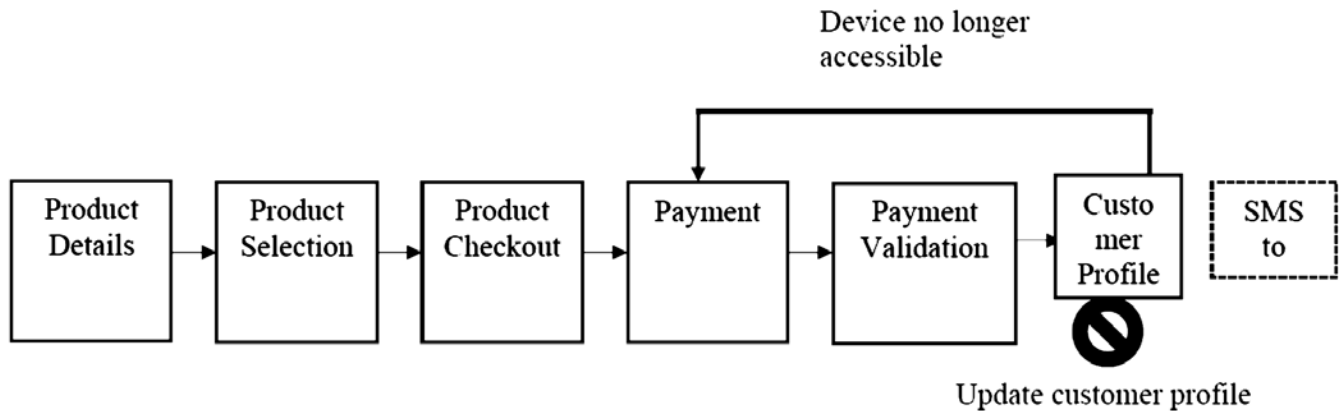 Device no longer
accessible
Product
Details
Product
Selection
Product
Checkout
Payment
Payment
Validation
Custo
mer
Profile
SMS
to
Update customer profile